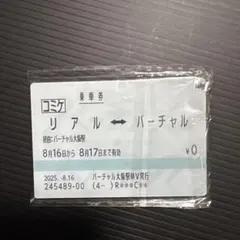 乗車券
コミケ
リアル ↔ バーチャル
経由:バーチャル大阪駅
8月16日から 8月17日まで有効
¥0
2025.-8.16 バーチャル大阪駅MV発行
245489-00 (4- ) R***C**